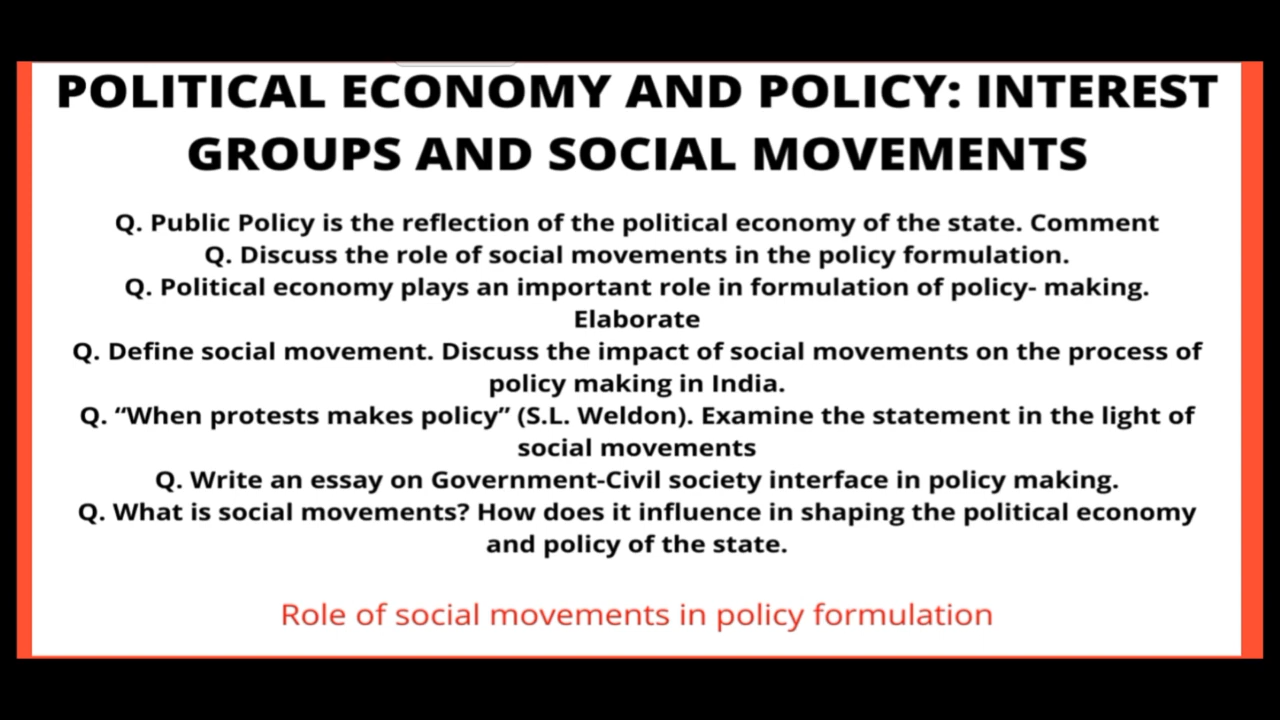 POLITICAL ECONOMY AND POLICY: INTEREST
GROUPS AND SOCIAL MOVEMENTS
Q. Public Policy is the reflection of the political economy of the state. Comment
Q. Discuss the role of social movements in the policy formulation.
Q. Political economy plays an important role in formulation of policy- making.
Elaborate
Q. Define social movement. Discuss the impact of social movements on the process of
policy making in India.
Q. “When protests makes policy” (S.L. Weldon). Examine the statement in the light of
social movements
Q. Write an essay on Government-Civil society interface in policy making.
Q. What is social movements? How does it influence in shaping the political economy
and policy of the state.
Role of social movements in policy formulation